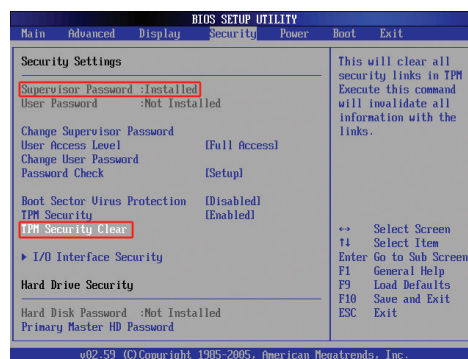 BIOS SETUP UTILITY
Main Advanced Display Security Power Boot Exit
Security Settings
Supervisor Password :Installed
User Password :Not Installed
Change Supervisor Password
User Access Level [Full Access]
Change User Password
Password Check [Setup]
Boot Sector Virus Protection [Disabled]
TPM Security [Enabled]
TPM Security Clear
▶ I/O Interface Security
Hard Drive Security
Hard Disk Password :Not Installed
Primary Master HD Password
This will clear all
security links in TPM
Execute this command
will invalidate all
information with the
links.
↔ Select Screen
↑↓ Select Item
Enter Go to Sub Screen
F1 General Help
F9 Load Defaults
F10 Save and Exit
ESC Exit
v02.59 (C)Copyright 1985-2005, American Megatrends, Inc.